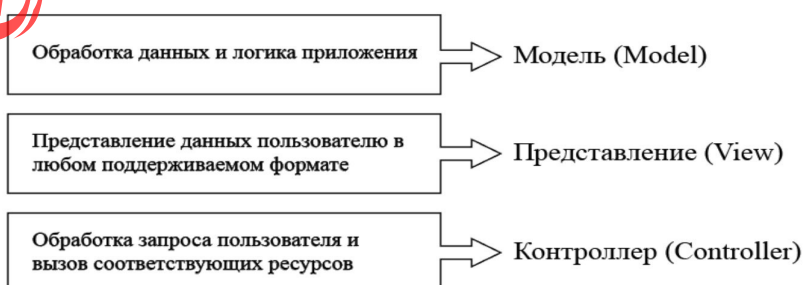 Обработка данных и логика приложения
Модель (Model)
Представление данных пользователю в
любом поддерживаемом формате
Представление (View)
Обработка запроса пользователя и
вызов соответствующих ресурсов
Контроллер (Controller)